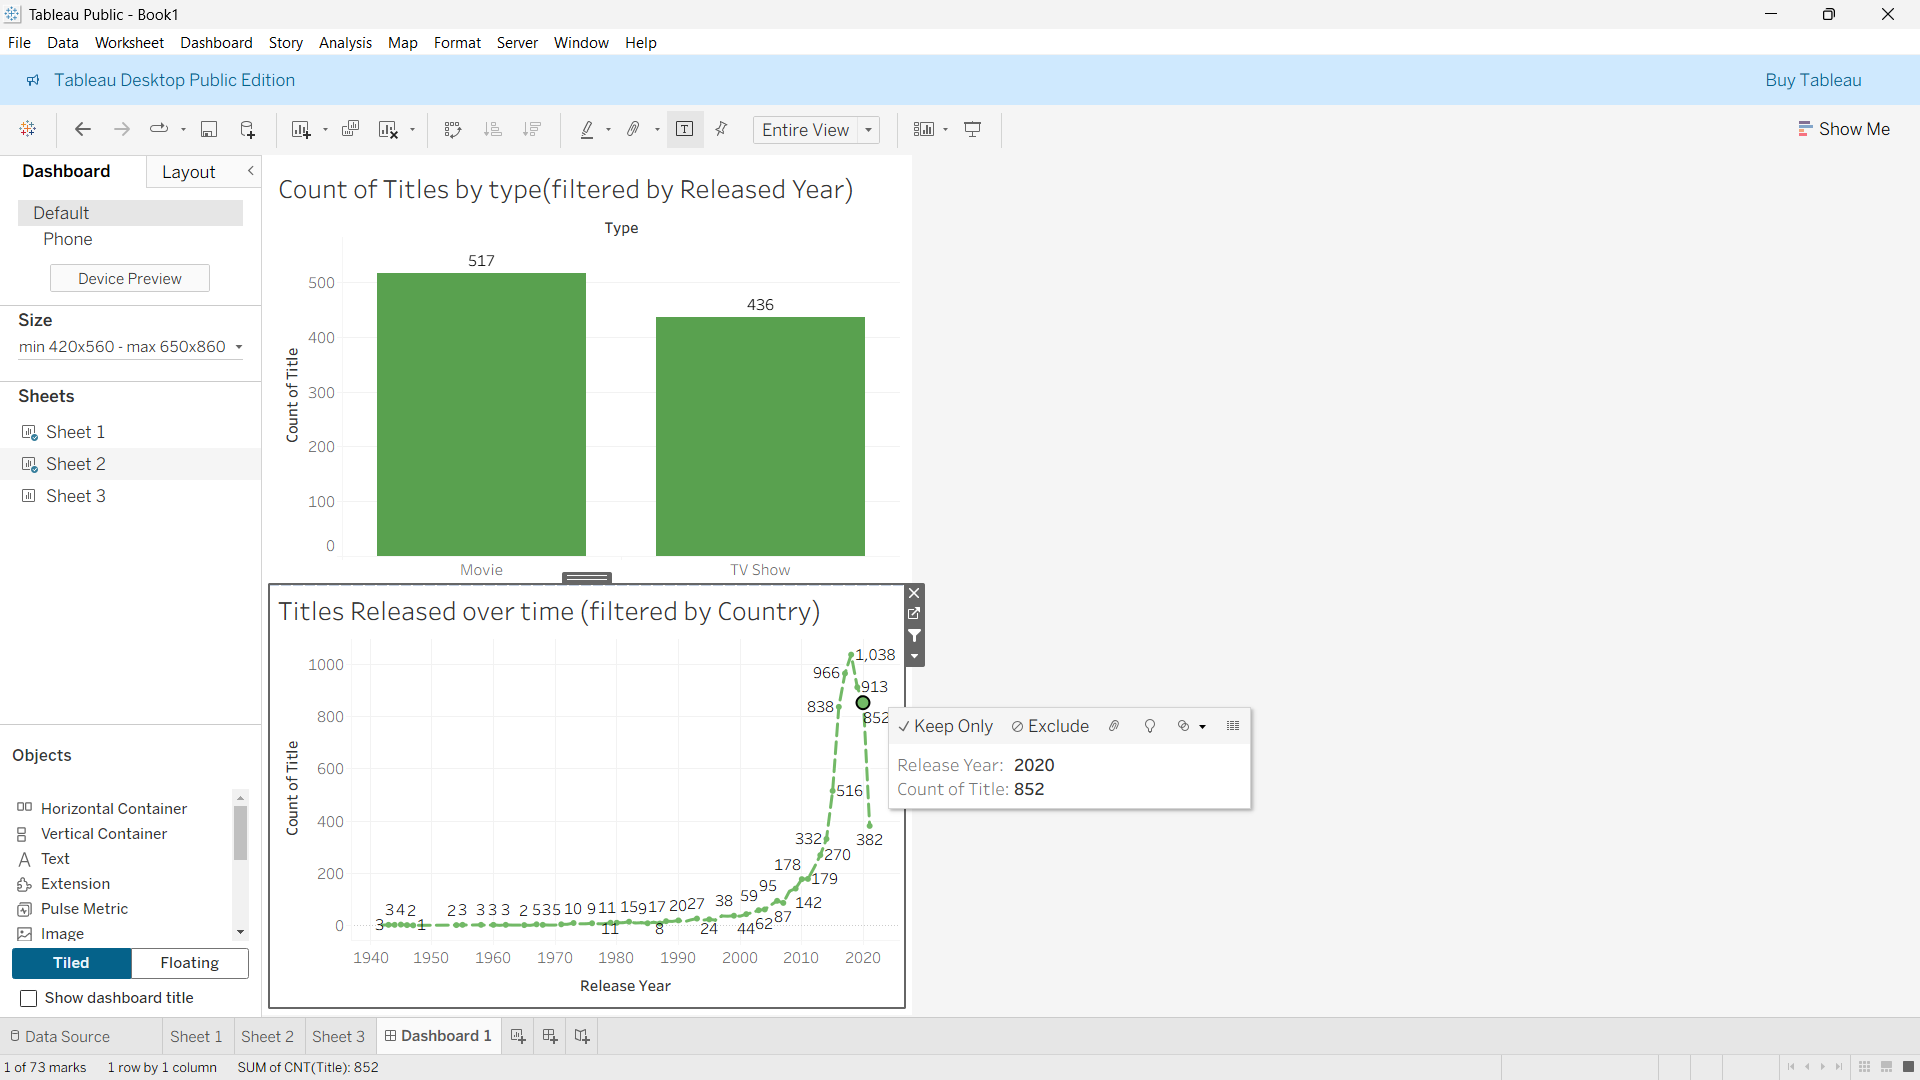 Tableau Public - Book1
File Data Worksheet Dashboard Story Analysis Map Format Server Window Help
Tableau Desktop Public Edition
Buy Tableau
Entire View
Show Me
Dashboard
Layout
Default
Phone
Device Preview
Size
min 420x560 - max 650x860
Sheets
Sheet 1
Sheet 2
Sheet 3
Objects
Horizontal Container
Vertical Container
Text
Extension
Pulse Metric
Image
Tiled
Floating
Show dashboard title
Count of Titles by type(filtered by Released Year)
Type
517
436
500
400
300
200
100
0
Count of Title
Movie
TV Show
Titles Released over time (filtered by Country)
1000
800
600
400
200
0
Count of Title
1,038
966
913
838
852
516
332
382
270
178
179
95
59
142
38
87
3 4 2 2 3 3 3 3 2 5 3 5 10 9 11 15 9 17 20 27
3 1 11 8 24 44 62
1940 1950 1960 1970 1980 1990 2000 2010 2020
Release Year
Keep Only
Exclude
Release Year: 2020
Count of Title: 852
Data Source
Sheet 1
Sheet 2
Sheet 3
Dashboard 1
1 of 73 marks 1 row by 1 column SUM of CNT(Title): 852